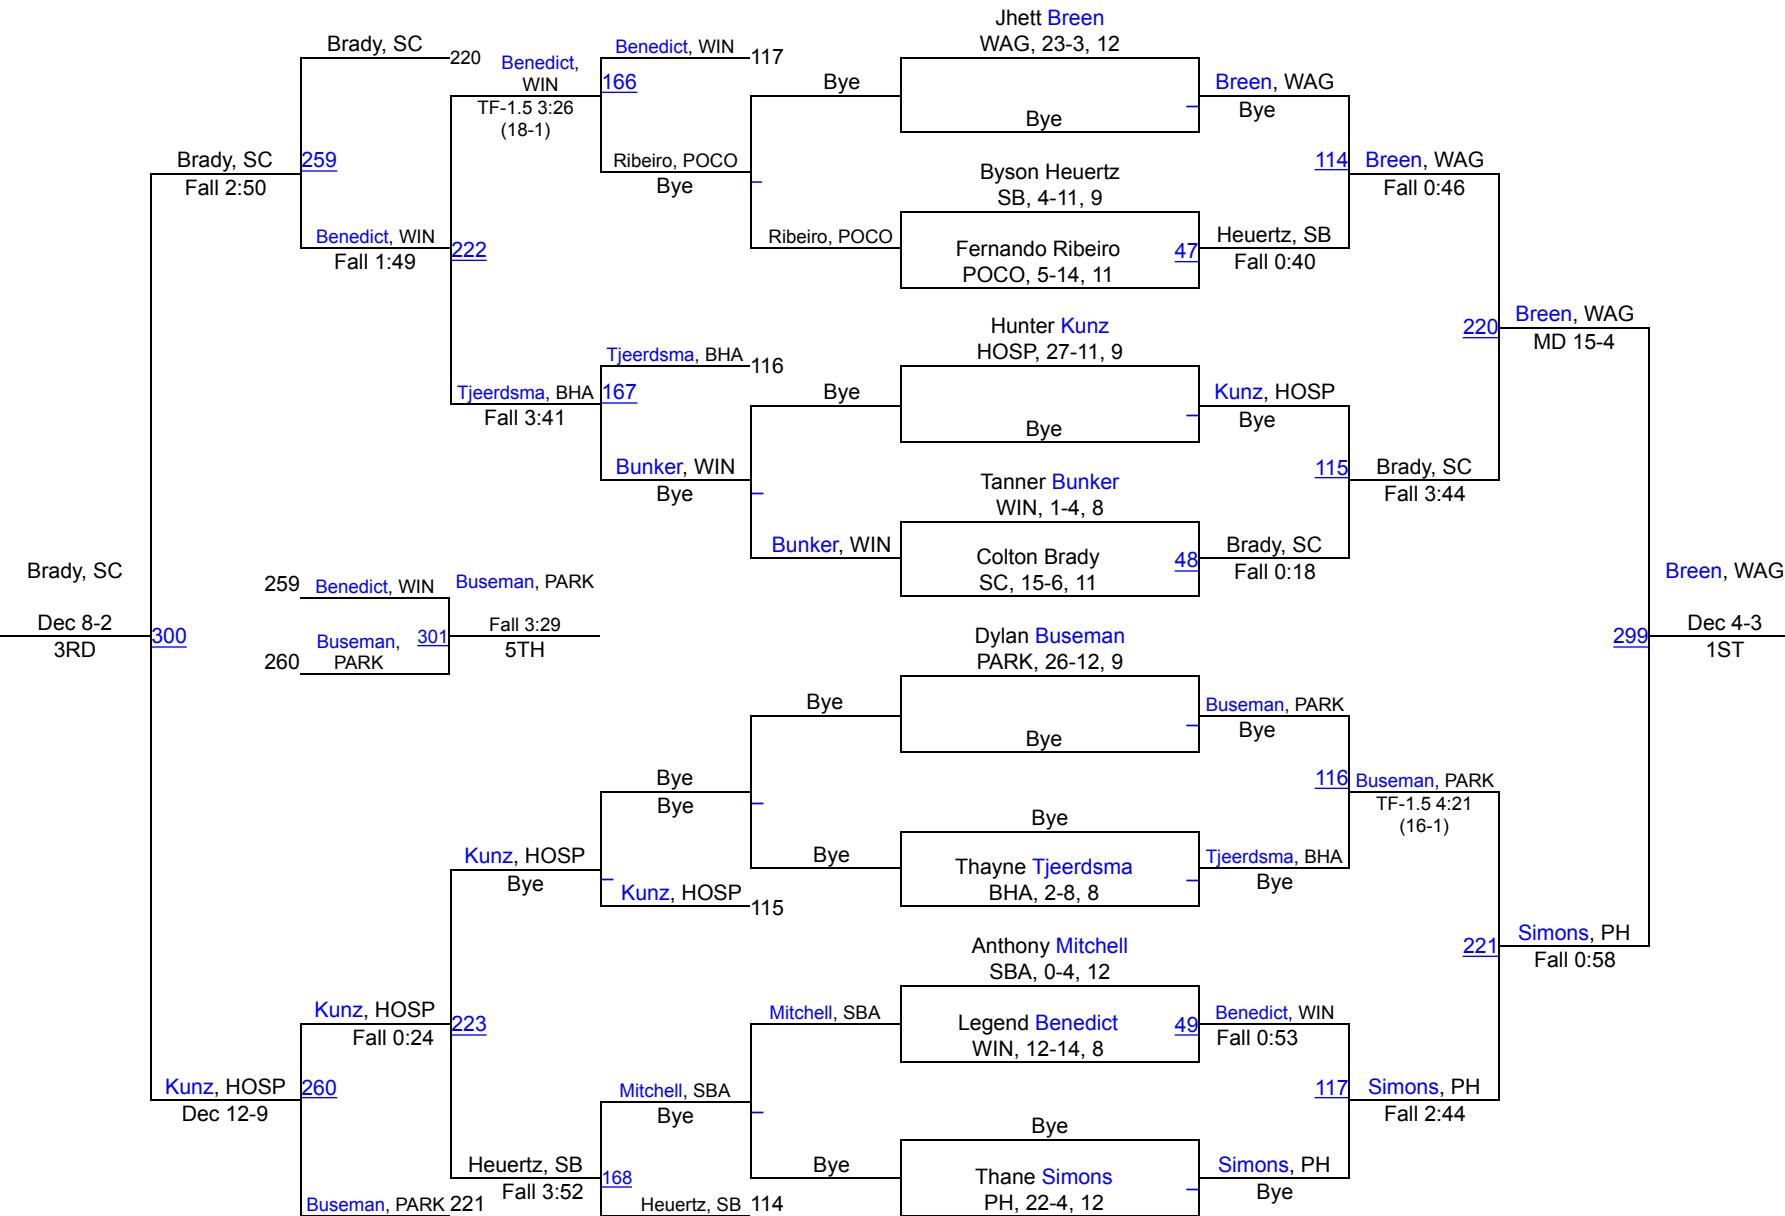 Jhett Breen
WAG, 23-3, 12
Bye
Byson Heuertz
SB, 4-11, 9
Fernando Ribeiro
POCO, 5-14, 11
47
Hunter Kunz
HOSP, 27-11, 9
Bye
Tanner Bunker
WIN, 1-4, 8
Colton Brady
SC, 15-6, 11
48
Dylan Buseman
PARK, 26-12, 9
Bye
Bye
Thayne Tjeerdsma
BHA, 2-8, 8
Anthony Mitchell
SBA, 0-4, 12
Legend Benedict
WIN, 12-14, 8
49
Bye
Thane Simons
PH, 22-4, 12
Breen, WAG
Bye
114
Heuertz, SB
Fall 0:40
Kunz, HOSP
Bye
115
Brady, SC
Fall 0:18
Buseman, PARK
Bye
116
Tjeerdsma, BHA
Bye
Benedict, WIN
Fall 0:53
117
Simons, PH
Bye
Breen, WAG
Fall 0:46
220
Brady, SC
Fall 3:44
Buseman, PARK
TF-1.5 4:21
(16-1)
221
Simons, PH
Fall 2:44
Breen, WAG
MD 15-4
299
Simons, PH
Fall 0:58
Breen, WAG
Dec 4-3
1ST
Bye
Ribeiro, POCO
Bye
Bunker, WIN
Bye
Bye
Mitchell, SBA
Bye
Benedict, WIN 117
166
Ribeiro, POCO
Bye
Tjeerdsma, BHA 116
167
Bunker, WIN
Bye
Bye
Bye
Kunz, HOSP 115
Mitchell, SBA
Bye
168
Heuertz, SB 114
Benedict,
WIN
TF-1.5 3:26
(18-1)
222
Tjeerdsma, BHA
Fall 3:41
Kunz, HOSP
Bye
223
Heuertz, SB
Fall 3:52
Brady, SC 220
259
Benedict, WIN
Fall 1:49
Kunz, HOSP
Fall 0:24
260
Buseman, PARK 221
Brady, SC
Fall 2:50
300
Kunz, HOSP
Dec 12-9
Brady, SC
Dec 8-2
3RD
259 Benedict, WIN
301
260 Buseman,
PARK
Buseman, PARK
Fall 3:29
5TH